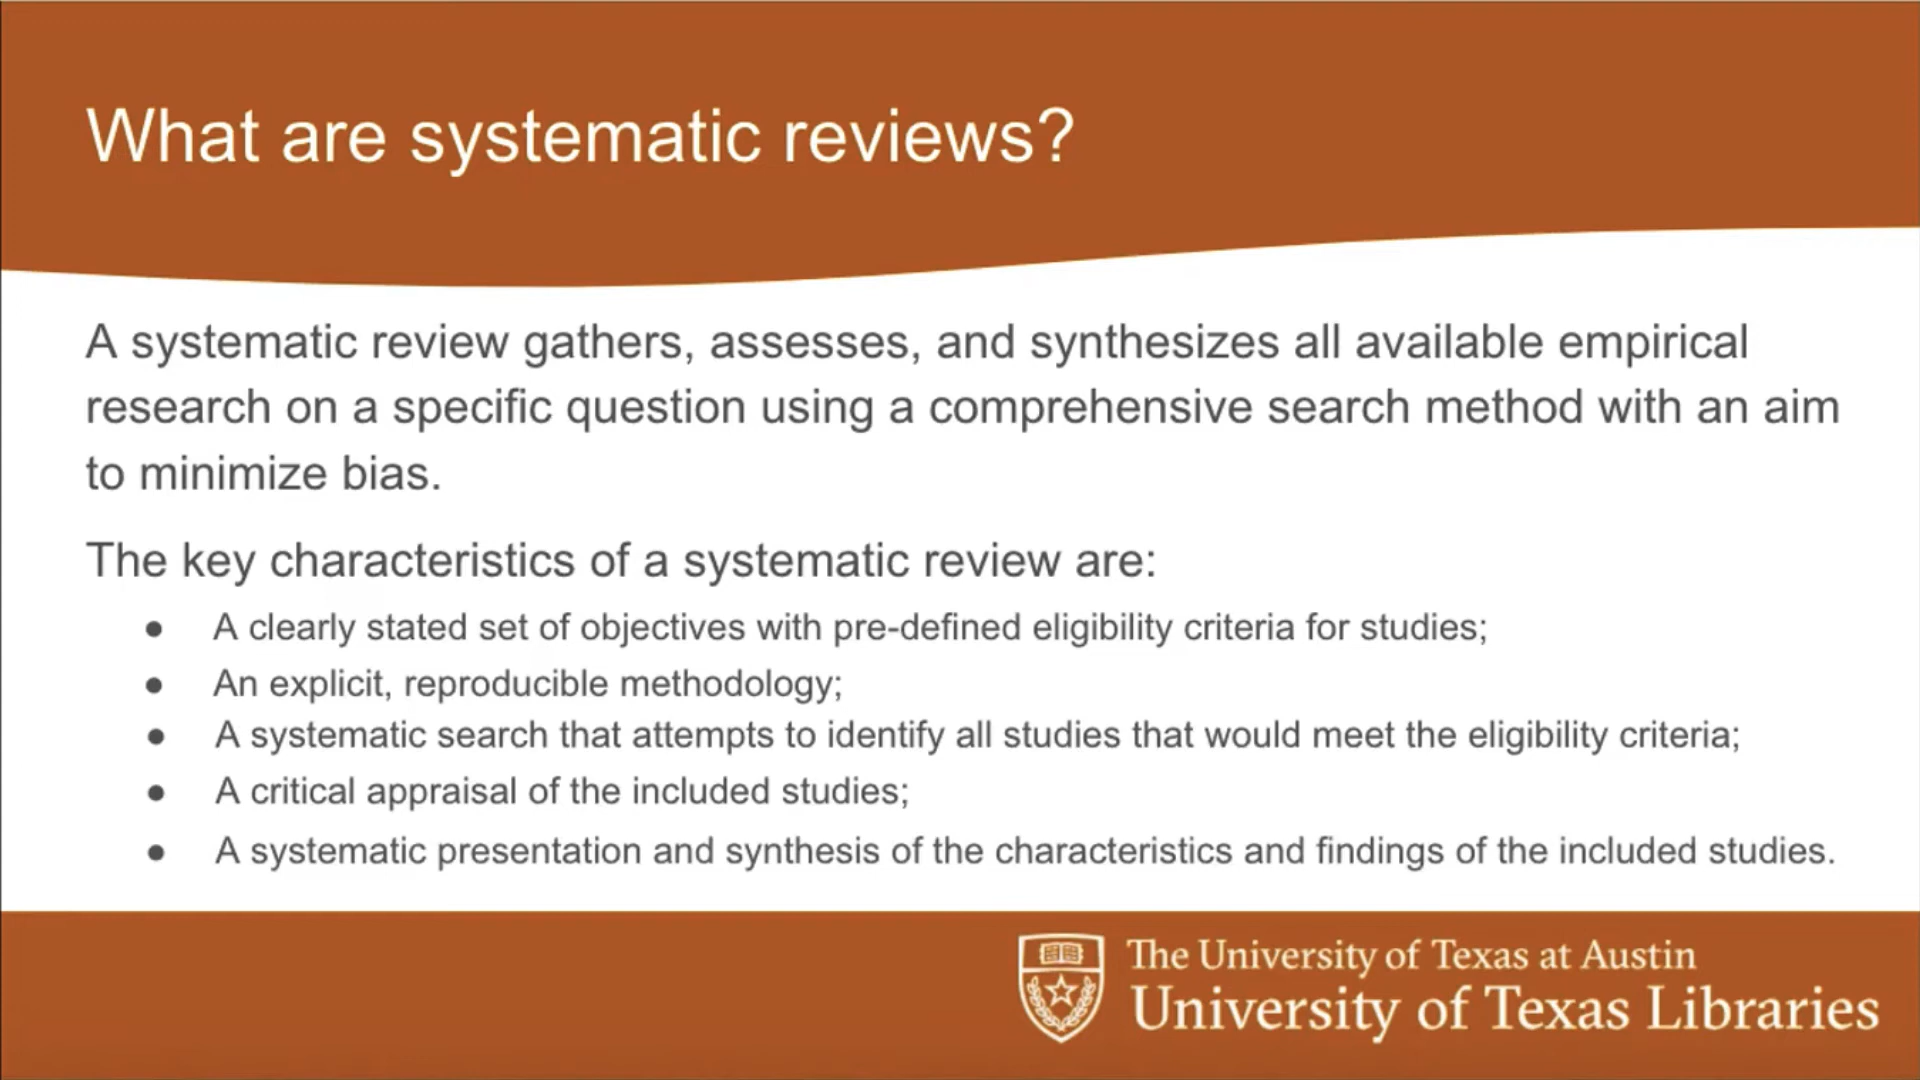 What are systematic reviews?
A systematic review gathers, assesses, and synthesizes all available empirical
research on a specific question using a comprehensive search method with an aim
to minimize bias.
The key characteristics of a systematic review are:
● A clearly stated set of objectives with pre-defined eligibility criteria for studies;
● An explicit, reproducible methodology;
● A systematic search that attempts to identify all studies that would meet the eligibility criteria;
● A critical appraisal of the included studies;
● A systematic presentation and synthesis of the characteristics and findings of the included studies.
The University of Texas at Austin
University of Texas Libraries